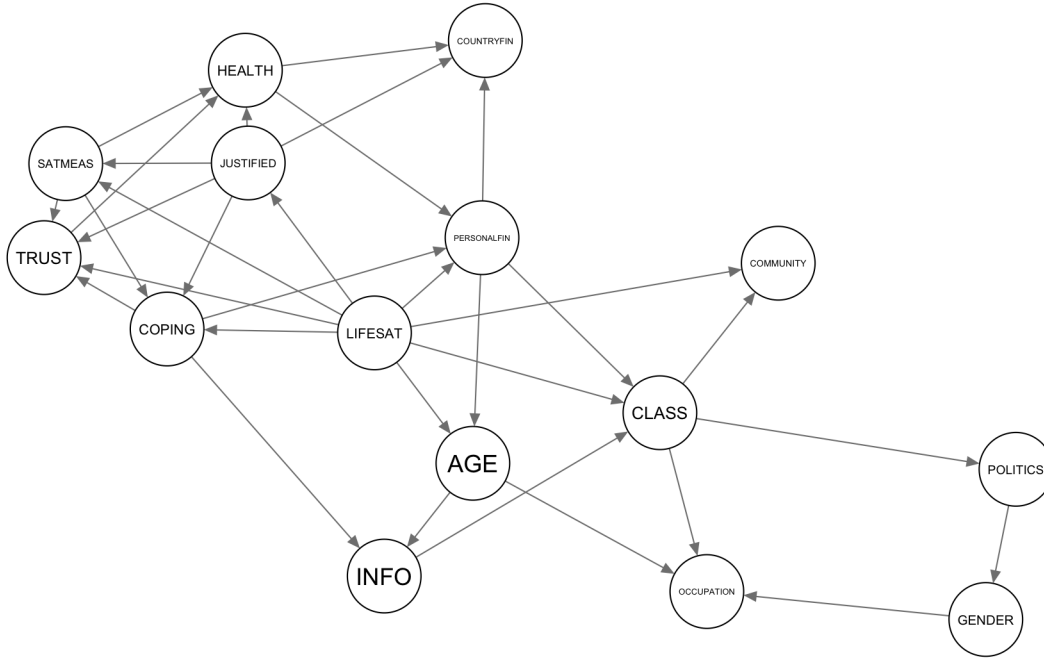 COUNTRYFIN
HEALTH
SATMEAS
JUSTIFIED
TRUST
PERSONALFIN
COMMUNITY
COPING
LIFESAT
CLASS
AGE
POLITICS
INFO
OCCUPATION
GENDER